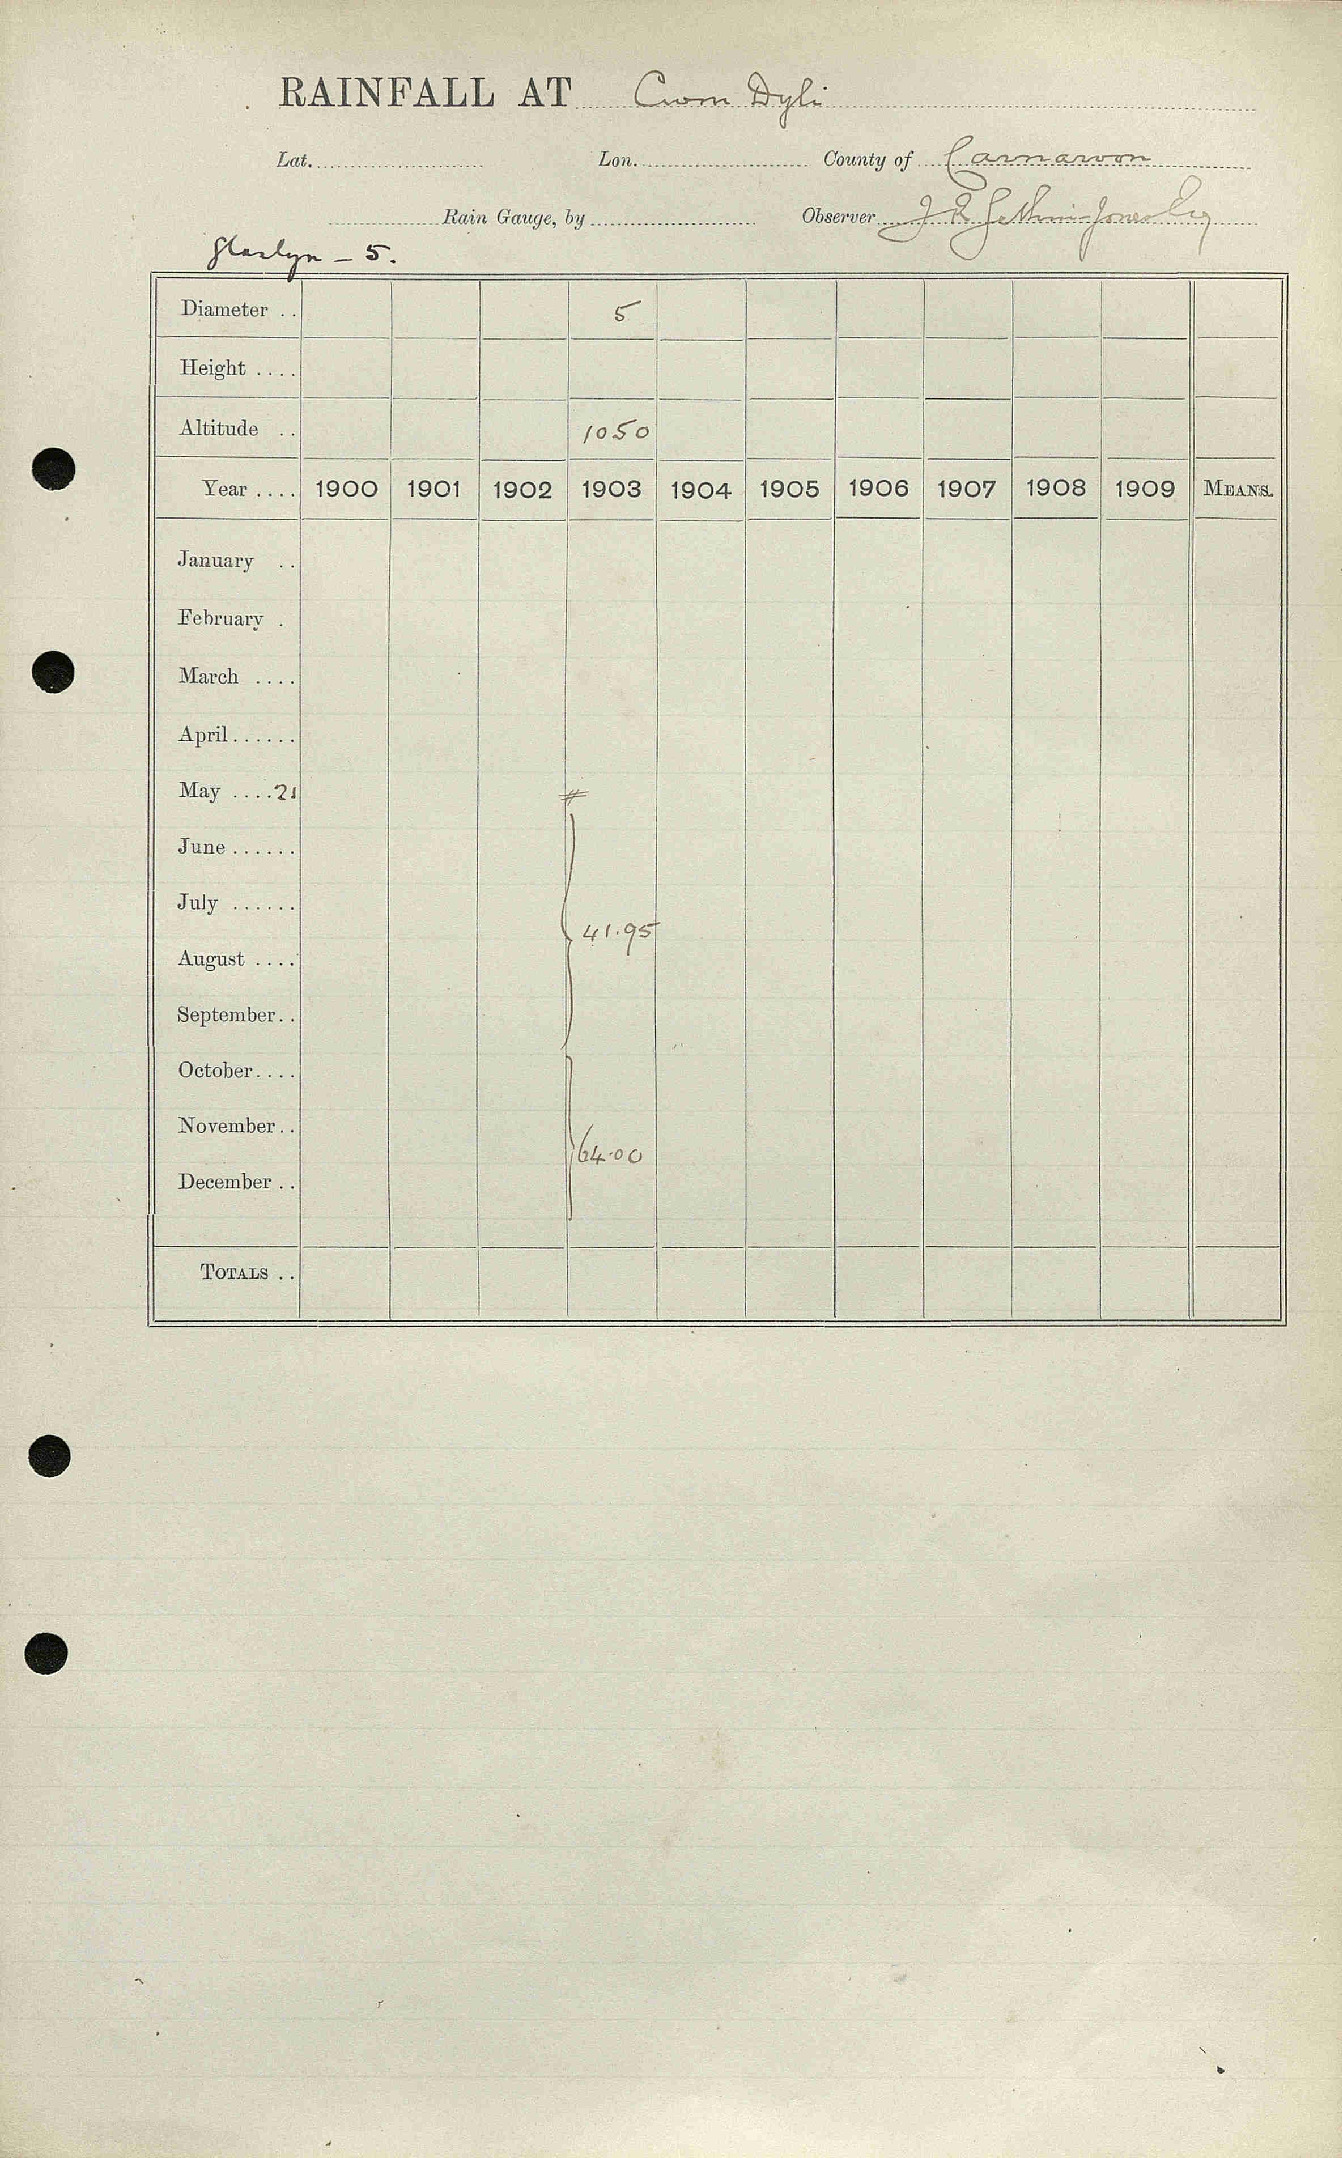 RAINFALL AT Cwm Dyli
Lat. Lon. County of Carnarvon
Rain Gauge, by Observer J R Gethin Jones Esq
Glaslyn - 5.
Diameter .. 5
Height ....
Altitude .. 1050
Year .... 1900 1901 1902 1903 1904 1905 1906 1907 1908 1909 MEANS.
January ..
February .
March ....
April......
May ....21
June ......
July ......
41.95
August ....
September..
October....
November..
64.00
December ..
TOTALS ..